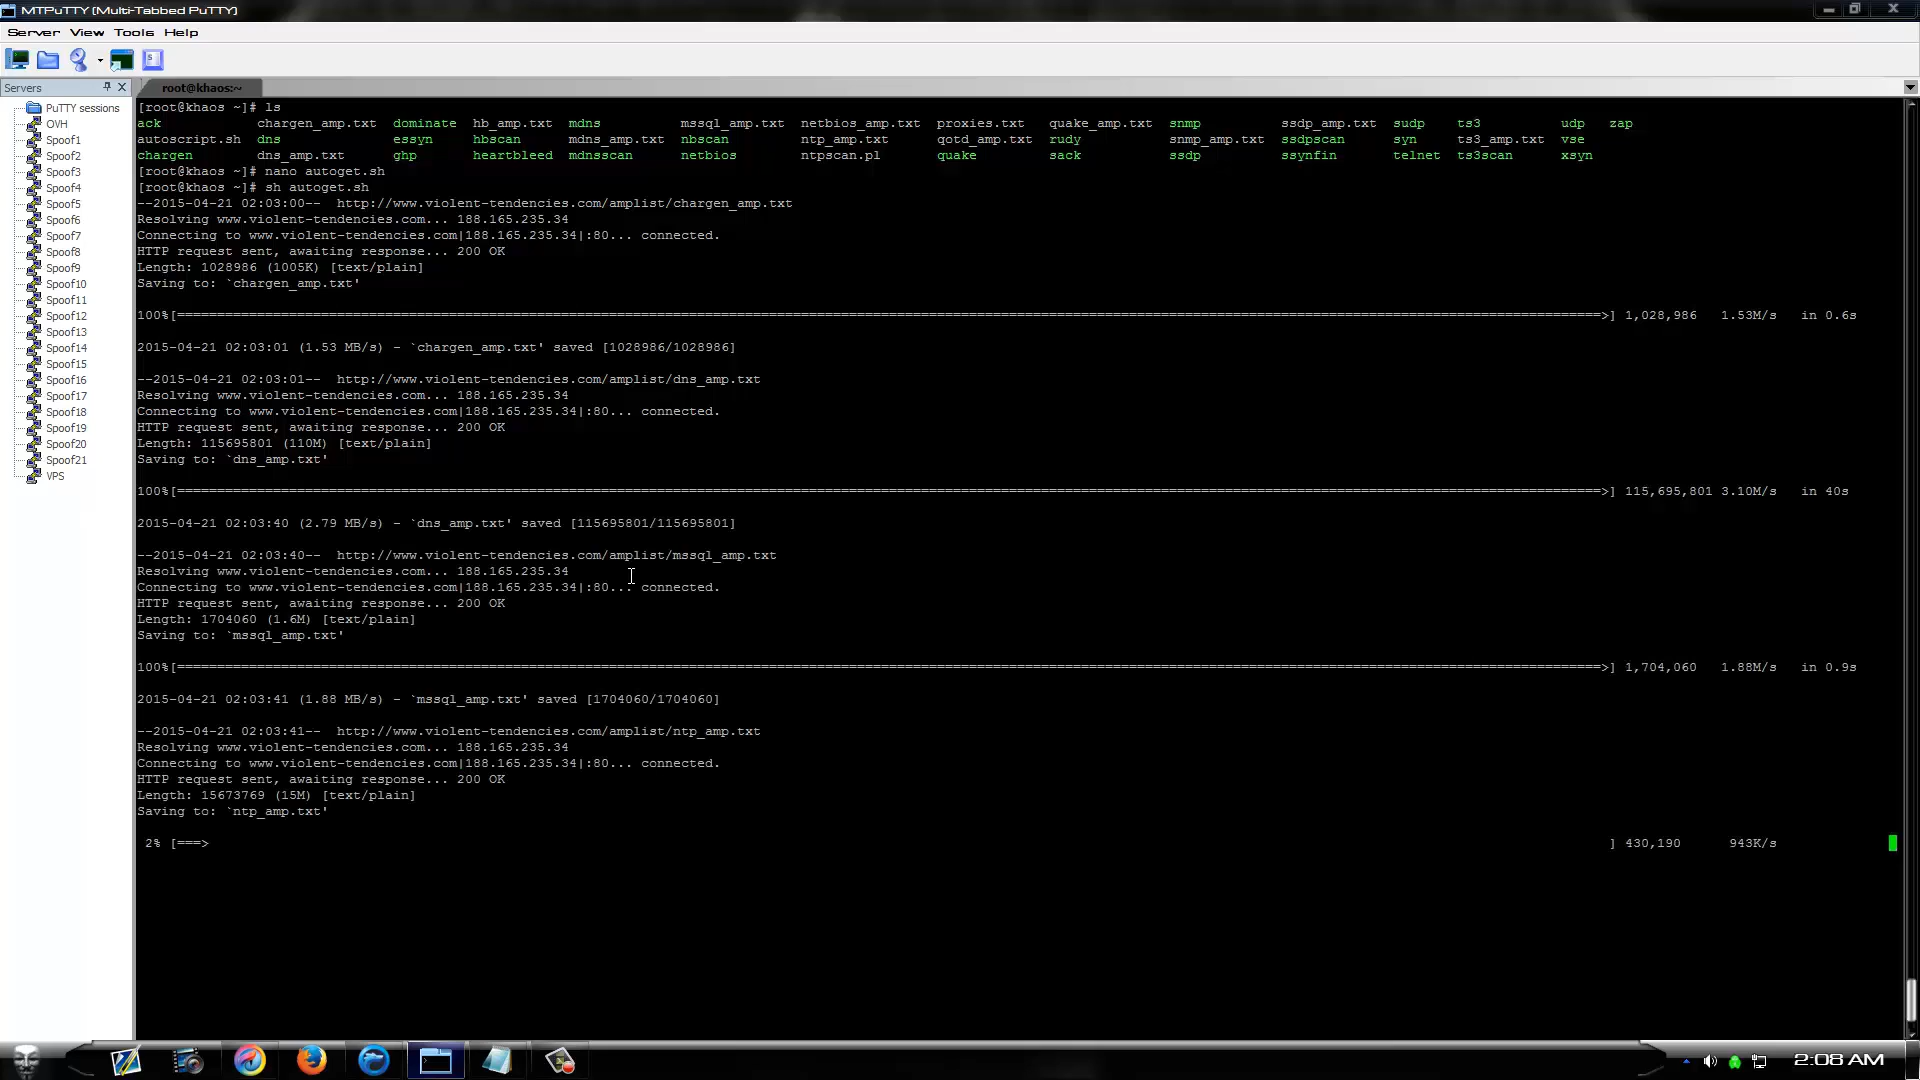 MTPuTTY (Multi-Tabbed PuTTY)
Server View Tools Help
Servers
root@khaos:~
PuTTY sessions
OVH
Spoof1
Spoof2
Spoof3
Spoof4
Spoof5
Spoof6
Spoof7
Spoof8
Spoof9
Spoof10
Spoof11
Spoof12
Spoof13
Spoof14
Spoof15
Spoof16
Spoof17
Spoof18
Spoof19
Spoof20
Spoof21
VPS
[root@khaos ~]# ls
ack chargen_amp.txt dominate hb_amp.txt mdns mssql_amp.txt netbios_amp.txt proxies.txt quake_amp.txt snmp ssdp_amp.txt sudp ts3 udp zap
autoscript.sh dns essyn hbscan mdns_amp.txt nbscan ntp_amp.txt qotd_amp.txt rudy snmp_amp.txt ssdpscan syn ts3_amp.txt vse
chargen dns_amp.txt ghp heartbleed mdnsscan netbios ntpscan.pl quake sack ssdp ssynfin telnet ts3scan xsyn
[root@khaos ~]# nano autoget.sh
[root@khaos ~]# sh autoget.sh
--2015-04-21 02:03:00-- http://www.violent-tendencies.com/amplist/chargen_amp.txt
Resolving www.violent-tendencies.com... 188.165.235.34
Connecting to www.violent-tendencies.com|188.165.235.34|:80... connected.
HTTP request sent, awaiting response... 200 OK
Length: 1028986 (1005K) [text/plain]
Saving to: `chargen_amp.txt'
100%[=======================================>] 1,028,986 1.53M/s in 0.6s
2015-04-21 02:03:01 (1.53 MB/s) - `chargen_amp.txt' saved [1028986/1028986]
--2015-04-21 02:03:01-- http://www.violent-tendencies.com/amplist/dns_amp.txt
Resolving www.violent-tendencies.com... 188.165.235.34
Connecting to www.violent-tendencies.com|188.165.235.34|:80... connected.
HTTP request sent, awaiting response... 200 OK
Length: 115695801 (110M) [text/plain]
Saving to: `dns_amp.txt'
100%[=======================================>] 115,695,801 3.10M/s in 40s
2015-04-21 02:03:40 (2.79 MB/s) - `dns_amp.txt' saved [115695801/115695801]
--2015-04-21 02:03:40-- http://www.violent-tendencies.com/amplist/mssql_amp.txt
Resolving www.violent-tendencies.com... 188.165.235.34
Connecting to www.violent-tendencies.com|188.165.235.34|:80... connected.
HTTP request sent, awaiting response... 200 OK
Length: 1704060 (1.6M) [text/plain]
Saving to: `mssql_amp.txt'
100%[=======================================>] 1,704,060 1.88M/s in 0.9s
2015-04-21 02:03:41 (1.88 MB/s) - `mssql_amp.txt' saved [1704060/1704060]
--2015-04-21 02:03:41-- http://www.violent-tendencies.com/amplist/ntp_amp.txt
Resolving www.violent-tendencies.com... 188.165.235.34
Connecting to www.violent-tendencies.com|188.165.235.34|:80... connected.
HTTP request sent, awaiting response... 200 OK
Length: 15673769 (15M) [text/plain]
Saving to: `ntp_amp.txt'
2% [===> ] 430,190 943K/s
2:08 AM